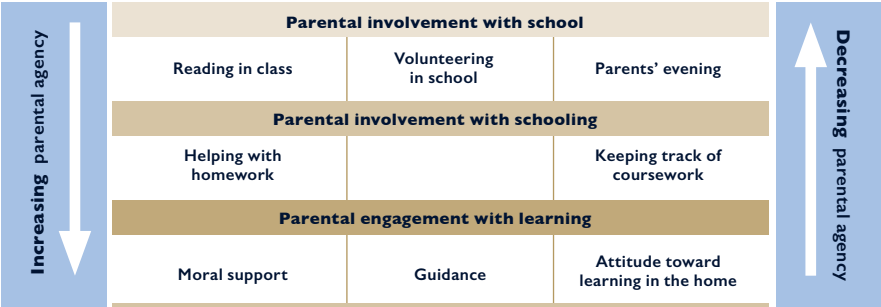 Increasing parental agency
Parental involvement with school
Reading in class
Volunteering
in school
Parents’ evening
Parental involvement with schooling
Helping with
homework
Keeping track of
coursework
Parental engagement with learning
Moral support
Guidance
Attitude toward
learning in the home
Decreasing parental agency